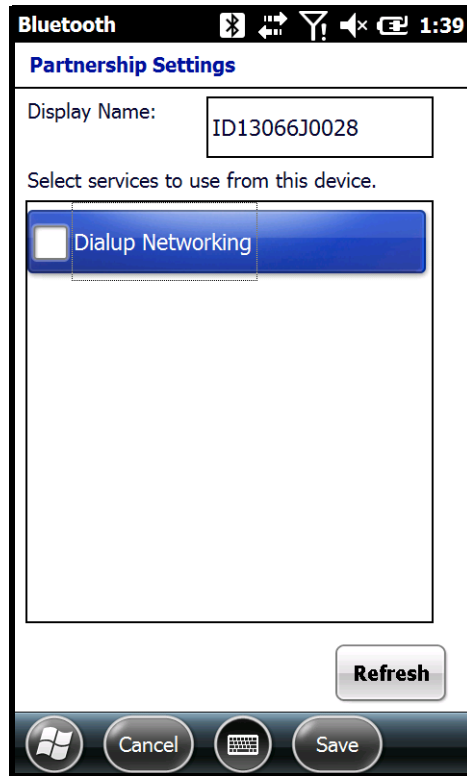 Bluetooth 1:39
Partnership Settings
Display Name:
ID13066J0028
Select services to use from this device.
Dialup Networking
Refresh
Cancel Save